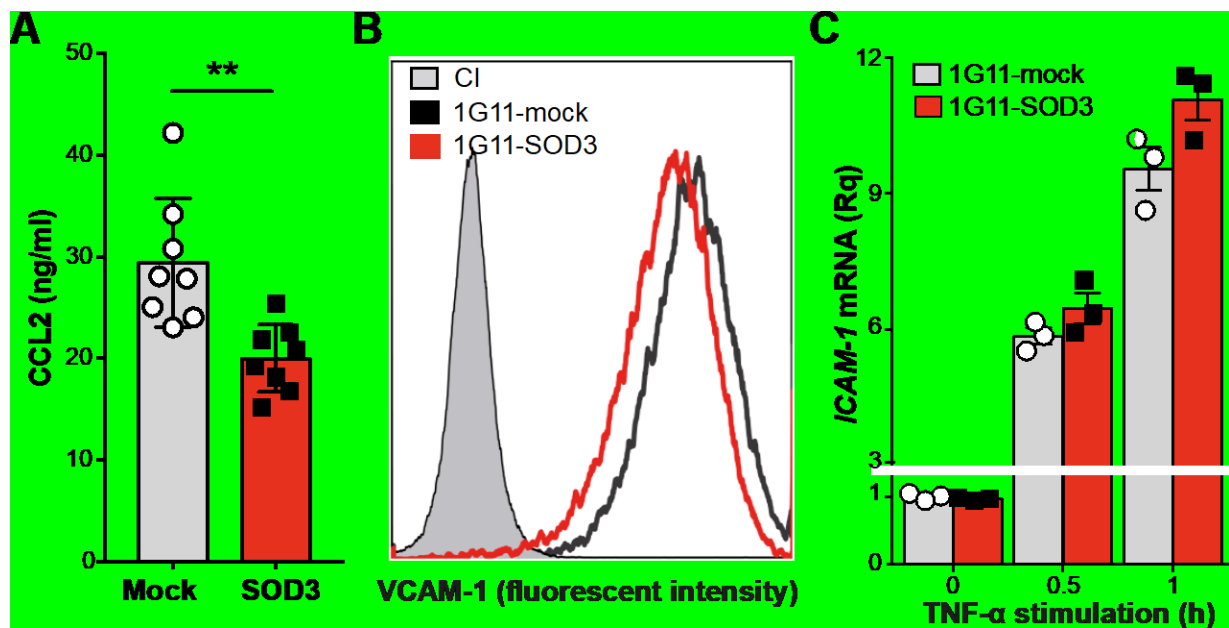 A
50
40
30
20
10
0
CCL2 (ng/ml)
**
Mock
SOD3
B
CI
1G11-mock
1G11-SOD3
VCAM-1 (fluorescent intensity)
C
1G11-mock
1G11-SOD3
12
9
6
3
1
0
ICAM-1 mRNA (Rq)
0
0.5
1
TNF-α stimulation (h)